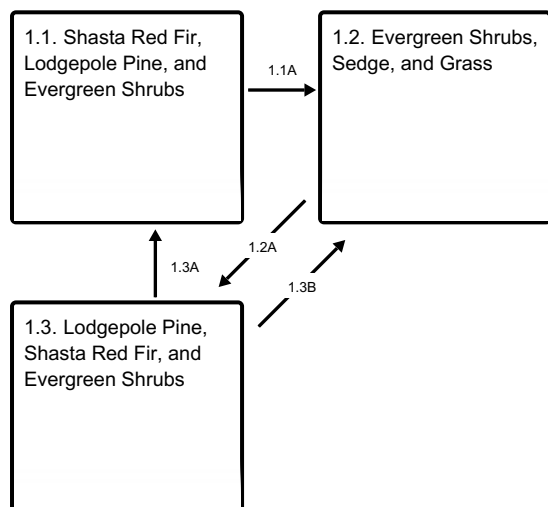 1.1. Shasta Red Fir,
Lodgepole Pine, and
Evergreen Shrubs
1.1A
1.2. Evergreen Shrubs,
Sedge, and Grass
1.2A
1.3A
1.3B
1.3. Lodgepole Pine,
Shasta Red Fir, and
Evergreen Shrubs